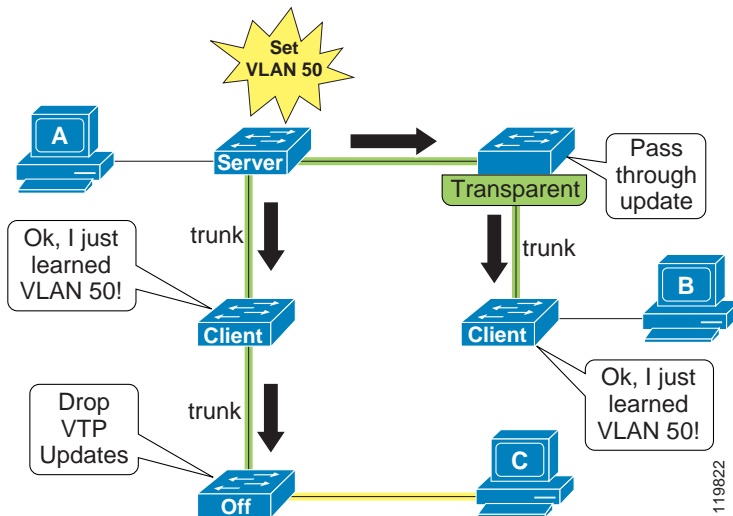 Set
VLAN 50
A
Server
Transparent
Pass
through
update
Ok, I just
learned
VLAN 50!
trunk
trunk
Client
Client
B
Drop
VTP
Updates
trunk
Ok, I just
learned
VLAN 50!
Off
C
119822